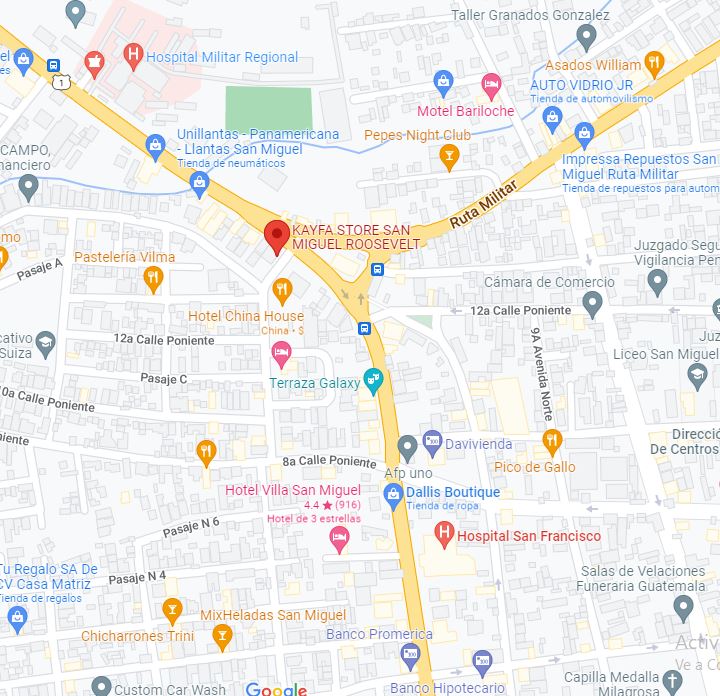 Taller Granados Gonzalez
Hospital Militar Regional
Asados William
1
AUTO VIDRIO JR
Tienda de automovilismo
Motel Bariloche
Unillantas - Panamericana
- Llantas San Miguel
Tienda de neumáticos
Pepes Night Club
Impressa Repuestos San
Miguel Ruta Militar
Tienda de repuestos para autom
CAMPO,
nanciero
Ruta Militar
KAYFA STORE SAN
MIGUEL ROOSEVELT
Juzgado Segu
Vigilancia Pen
Pastelería Vilma
Pasaje A
Cámara de Comercio
Hotel China House
China • $
12a Calle Poniente
12a Calle Poniente
9A Avenida Norte
cativo
Suiza
Juz
Liceo San Miguel
Pasaje C
Terraza Galaxy
10a Calle Poniente
Poniente
Davivienda
Direcció
De Centros
8a Calle Poniente
Afp uno
Pico de Gallo
Hotel Villa San Miguel
4.4 ★ (916)
Hotel de 3 estrellas
Dallis Boutique
Tienda de ropa
Pasaje N 6
Hospital San Francisco
Tu Regalo SA De
CV Casa Matriz
Tienda de regalos
Pasaje N 4
Salas de Velaciones
Funeraria Guatemala
MixHeladas San Miguel
Chicharrones Trini
Banco Promerica
Activ
Ve a Co
Custom Car Wash
Google
Banco Hipotecario
Capilla Medalla
Milagrosa